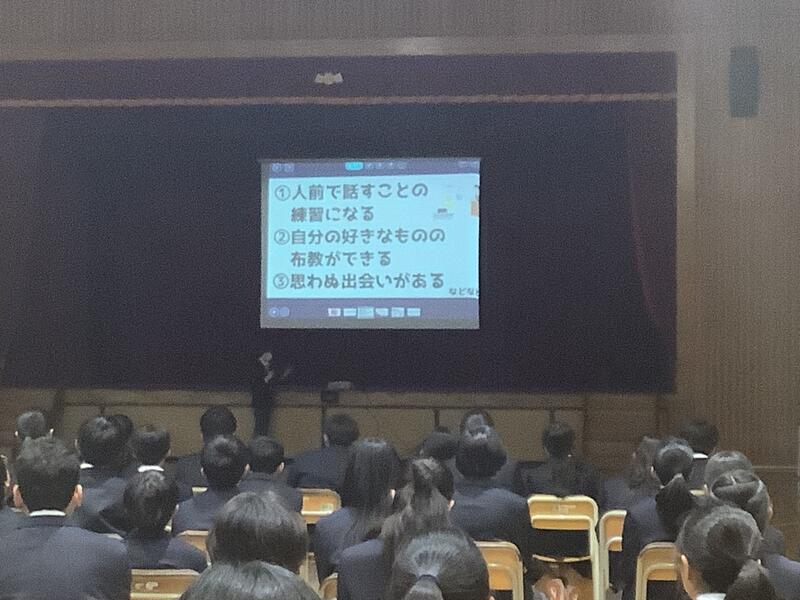 ①人前で話すことの
練習になる
②自分の好きなものの
布教ができる
③思わぬ出会いがある
などなど